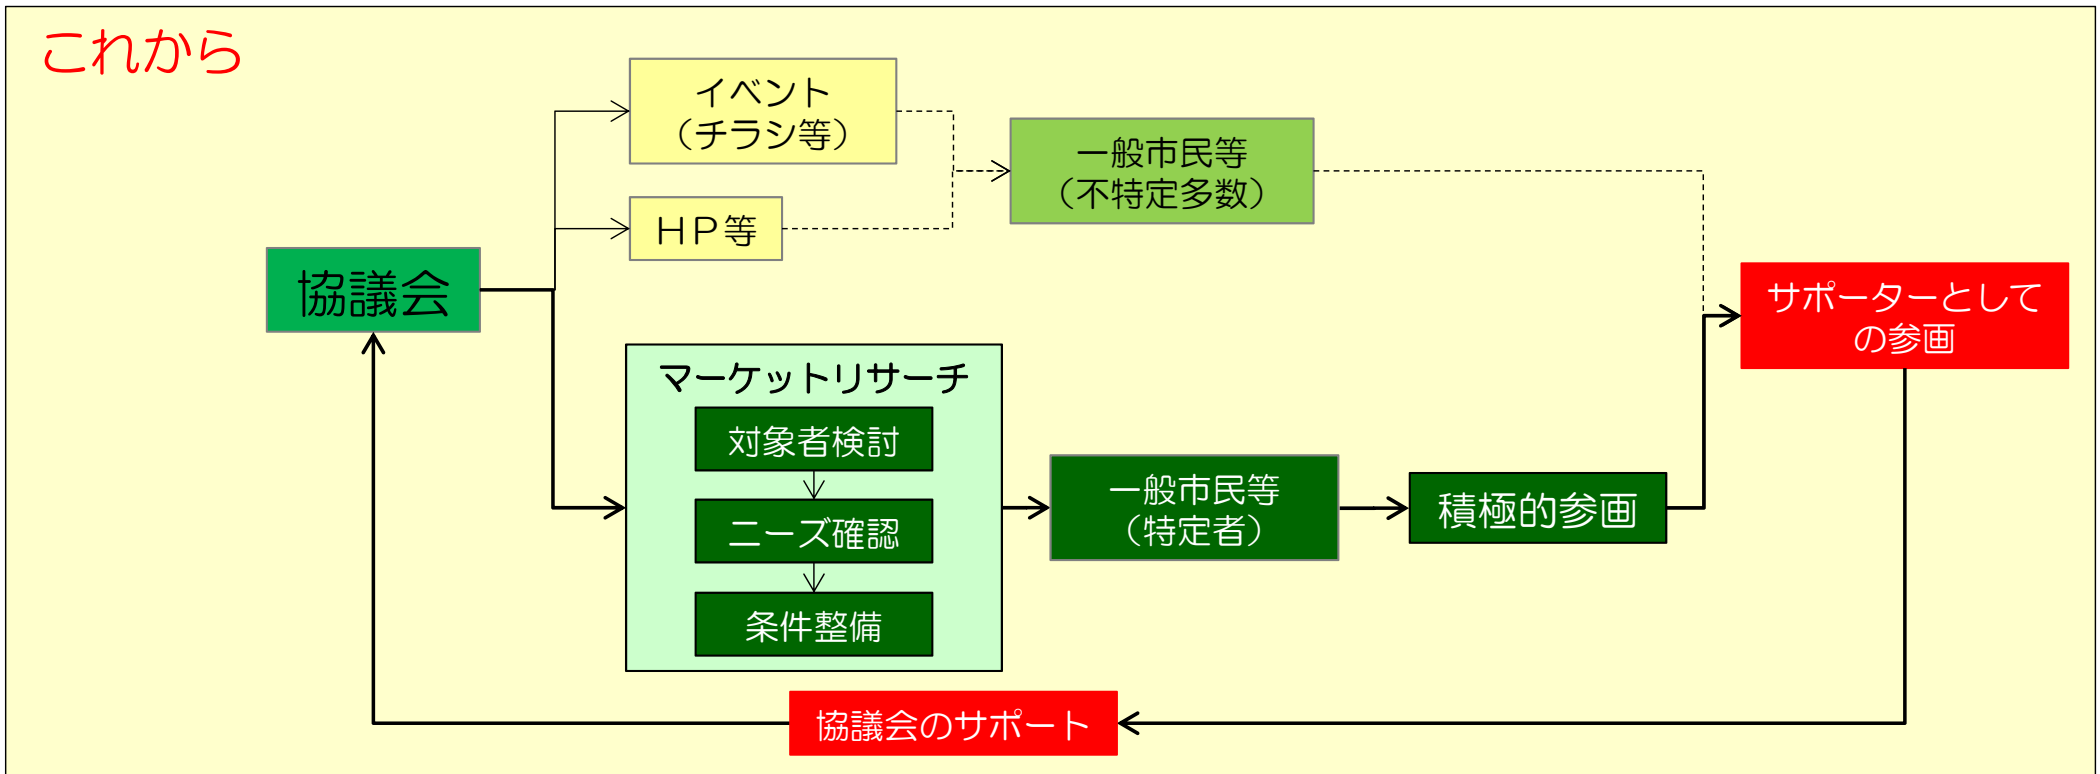 これから
イベント
（チラシ等）
ＨＰ等
一般市民等
（不特定多数）
協議会
サポーターとして
の参画
マーケットリサーチ
対象者検討
ニーズ確認
条件整備
一般市民等
（特定者）
積極的参画
協議会のサポート